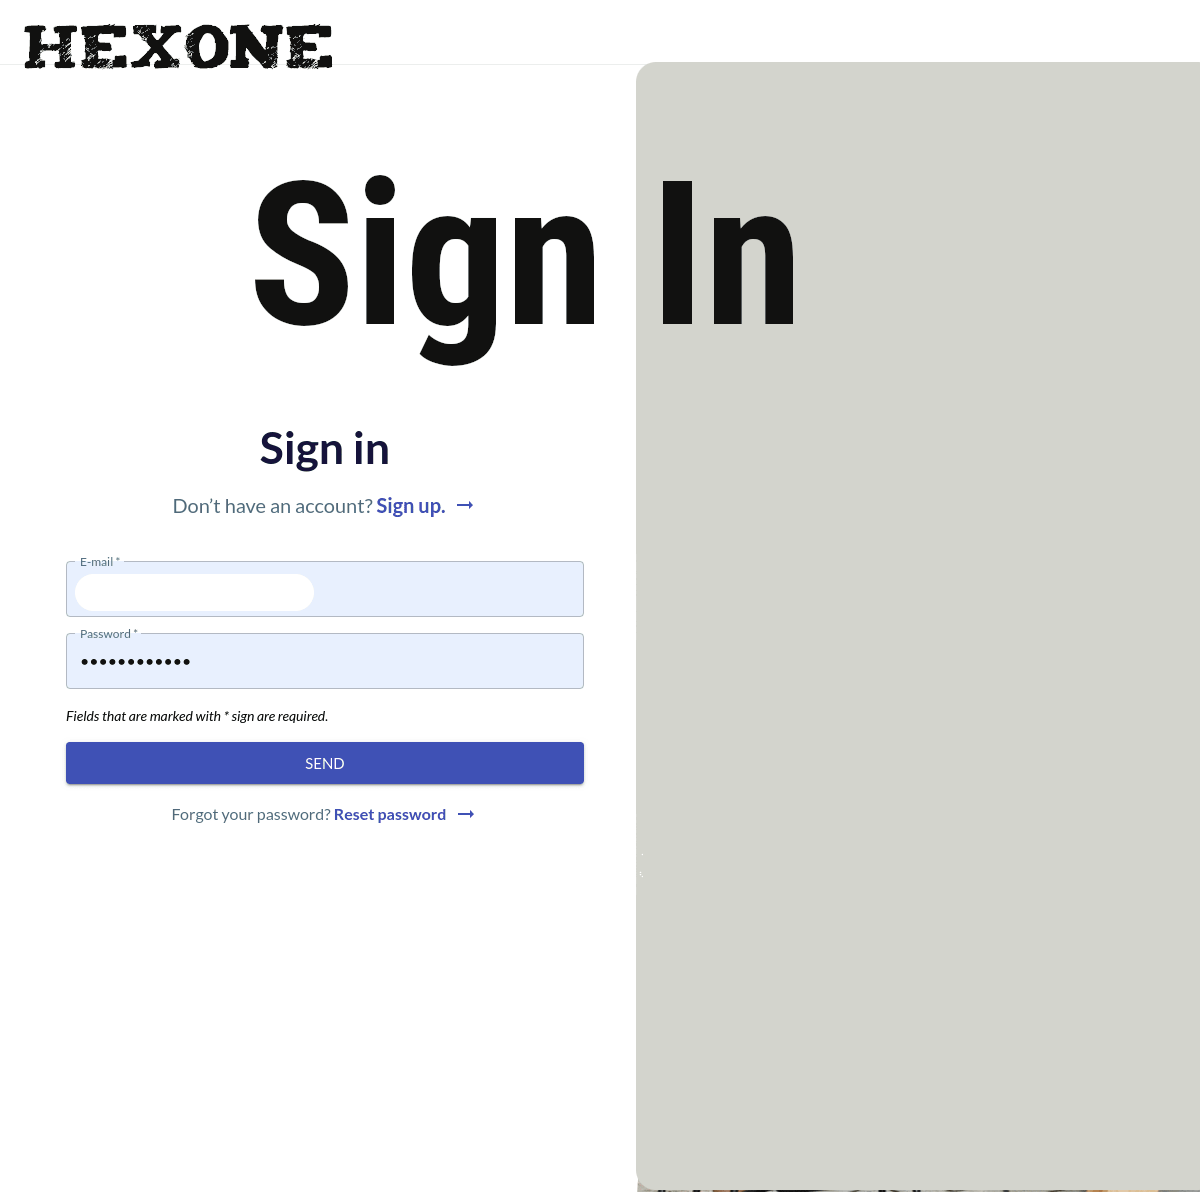 HEXONE
Sign In
Sign in
Don’t have an account? Sign up. →
E-mail *
Password *
••••••••••••
Fields that are marked with * sign are required.
SEND
Forgot your password? Reset password →